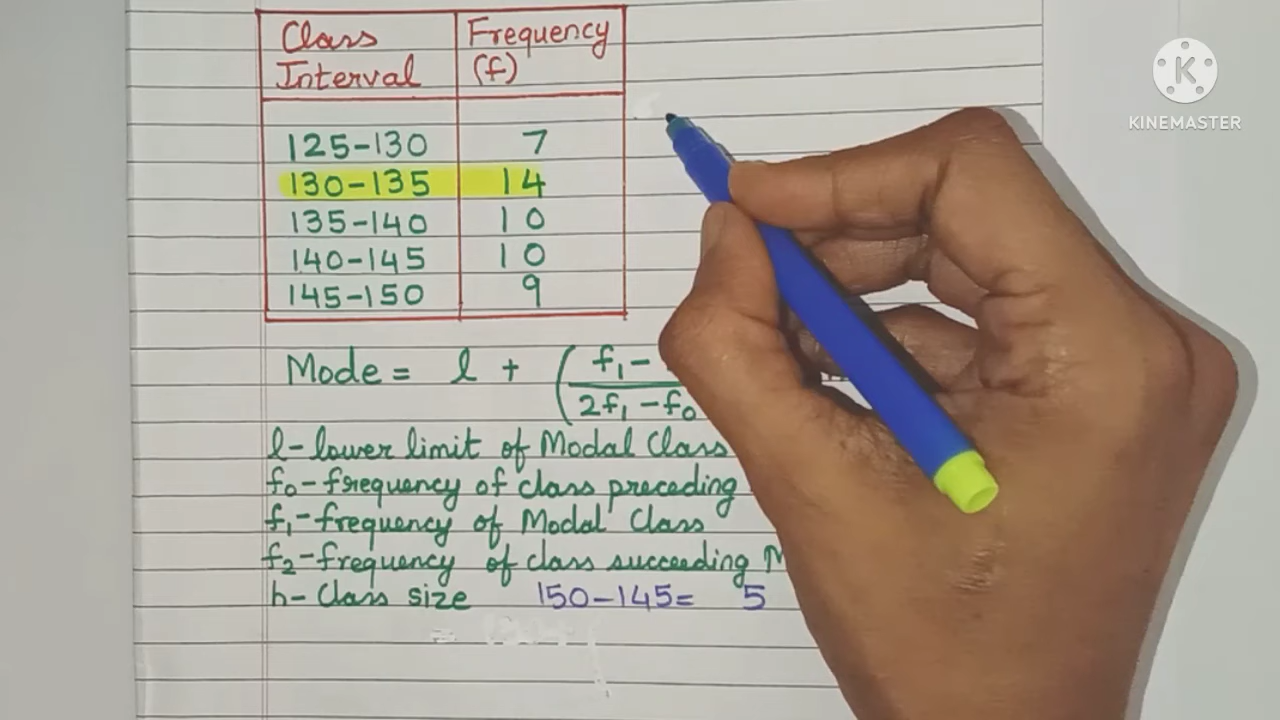 Class Interval Frequency (f)
125-130 7
130-135 14
135-140 10
140-145 10
145-150 9
Mode = l + ( f₁ -
2f₁ - f₀
l - lower limit of Modal Class
f₀ - frequency of class preceding
f₁ - frequency of Modal Class
f₂ - frequency of class succeeding M
h - Class size 150-145= 5
K
KINEMASTER